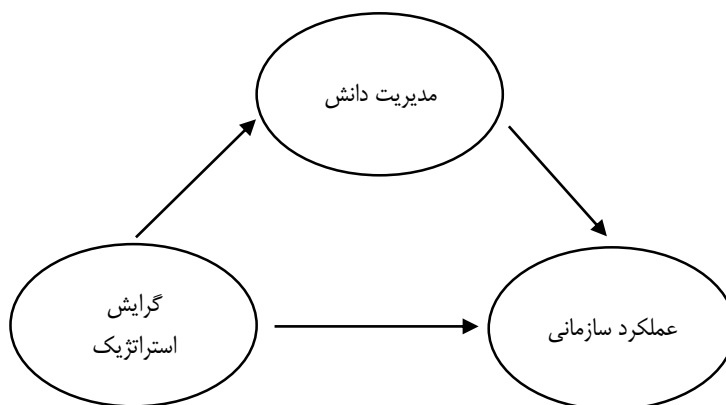 مدیریت دانش
گرایش
استراتژیک
عملکرد سازمانی